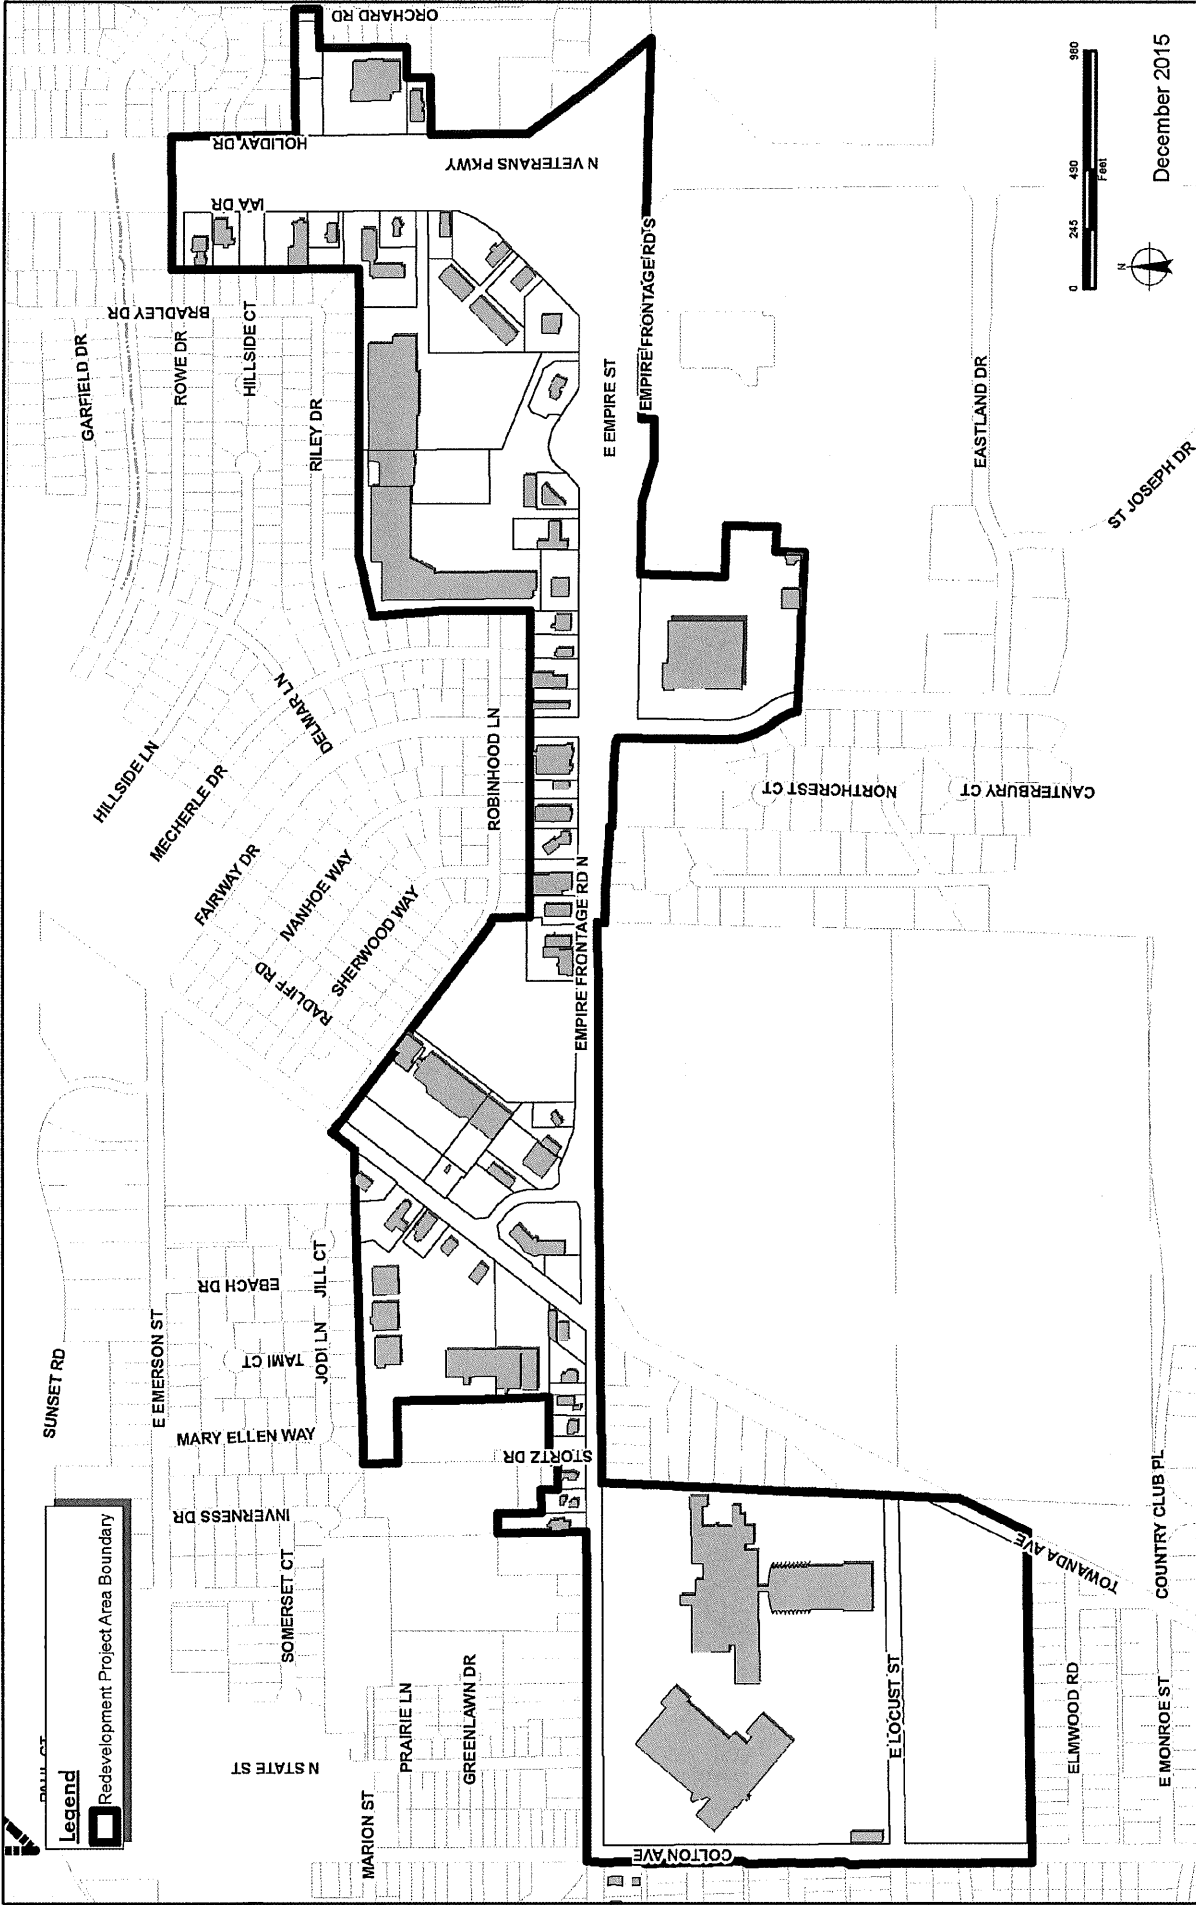 Legend
Redevelopment Project Area Boundary
SUNSET RD
E EMERSON ST
N STATE ST
SOMERSET CT
INVERNESS DR
MARY ELLEN WAY
TAMI CT
EBACH DR
JODI LN
JILL CT
MARION ST
PRAIRIE LN
GREENLAWN DR
STORTZ DR
HILLSIDE LN
MECHERLE DR
FAIRWAY DR
IVANHOE WAY
SHERWOOD WAY
RADLIFF RD
DELMAR LN
ROBINHOOD LN
GARFIELD DR
ROWE DR
HILLSIDE CT
RILEY DR
BRADLEY DR
IAA DR
HOLIDAY DR
ORCHARD RD
N VETERANS PKWY
EMPIRE FRONTAGE RD N
E EMPIRE ST
EMPIRE FRONTAGE RD S
COLTON AVE
E LOCUST ST
TOWANDA AVE
ELMWOOD RD
E MONROE ST
COUNTRY CLUB PL
NORTHCREST CT
CANTERBURY CT
EASTLAND DR
ST JOSEPH DR
0 245 490 980
Feet
N
December 2015